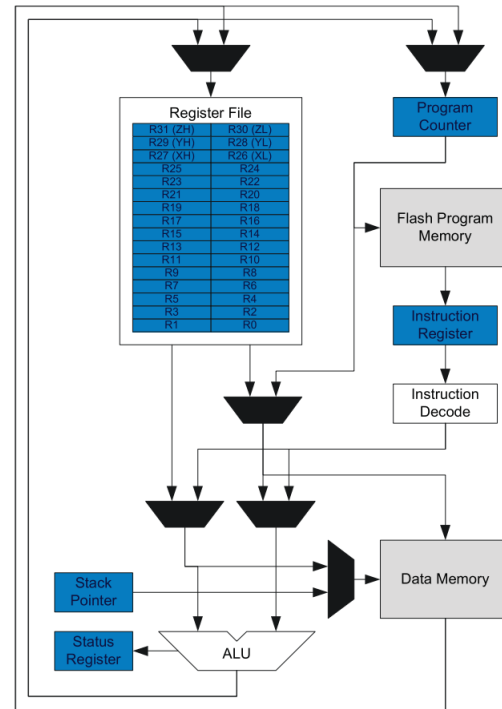 Register File
R31 (ZH) R30 (ZL)
R29 (YH) R28 (YL)
R27 (XH) R26 (XL)
R25 R24
R23 R22
R21 R20
R19 R18
R17 R16
R15 R14
R13 R12
R11 R10
R9 R8
R7 R6
R5 R4
R3 R2
R1 R0
Program
Counter
Flash Program
Memory
Instruction
Register
Instruction
Decode
Data Memory
Stack
Pointer
Status
Register
ALU